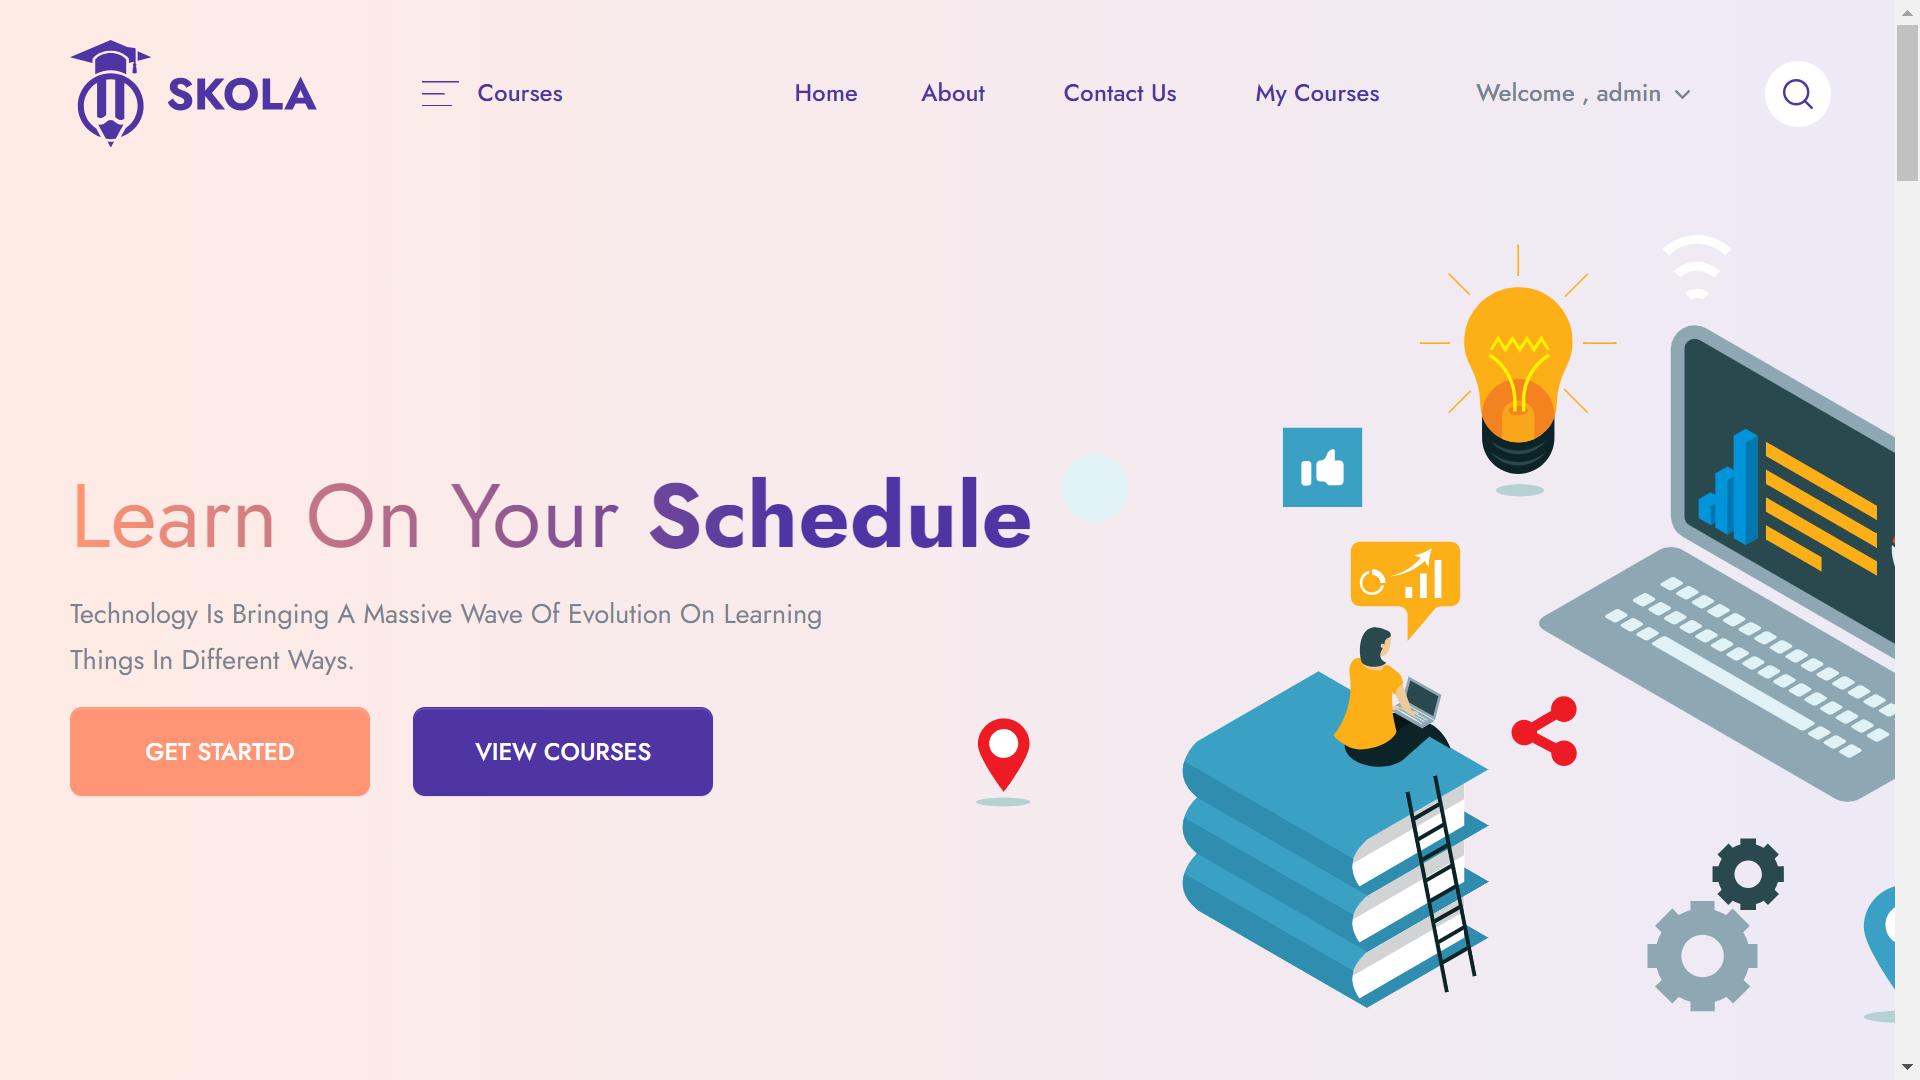 SKOLA
Courses
Home
About
Contact Us
My Courses
Welcome , admin
Learn On Your Schedule
Technology Is Bringing A Massive Wave Of Evolution On Learning
Things In Different Ways.
GET STARTED
VIEW COURSES